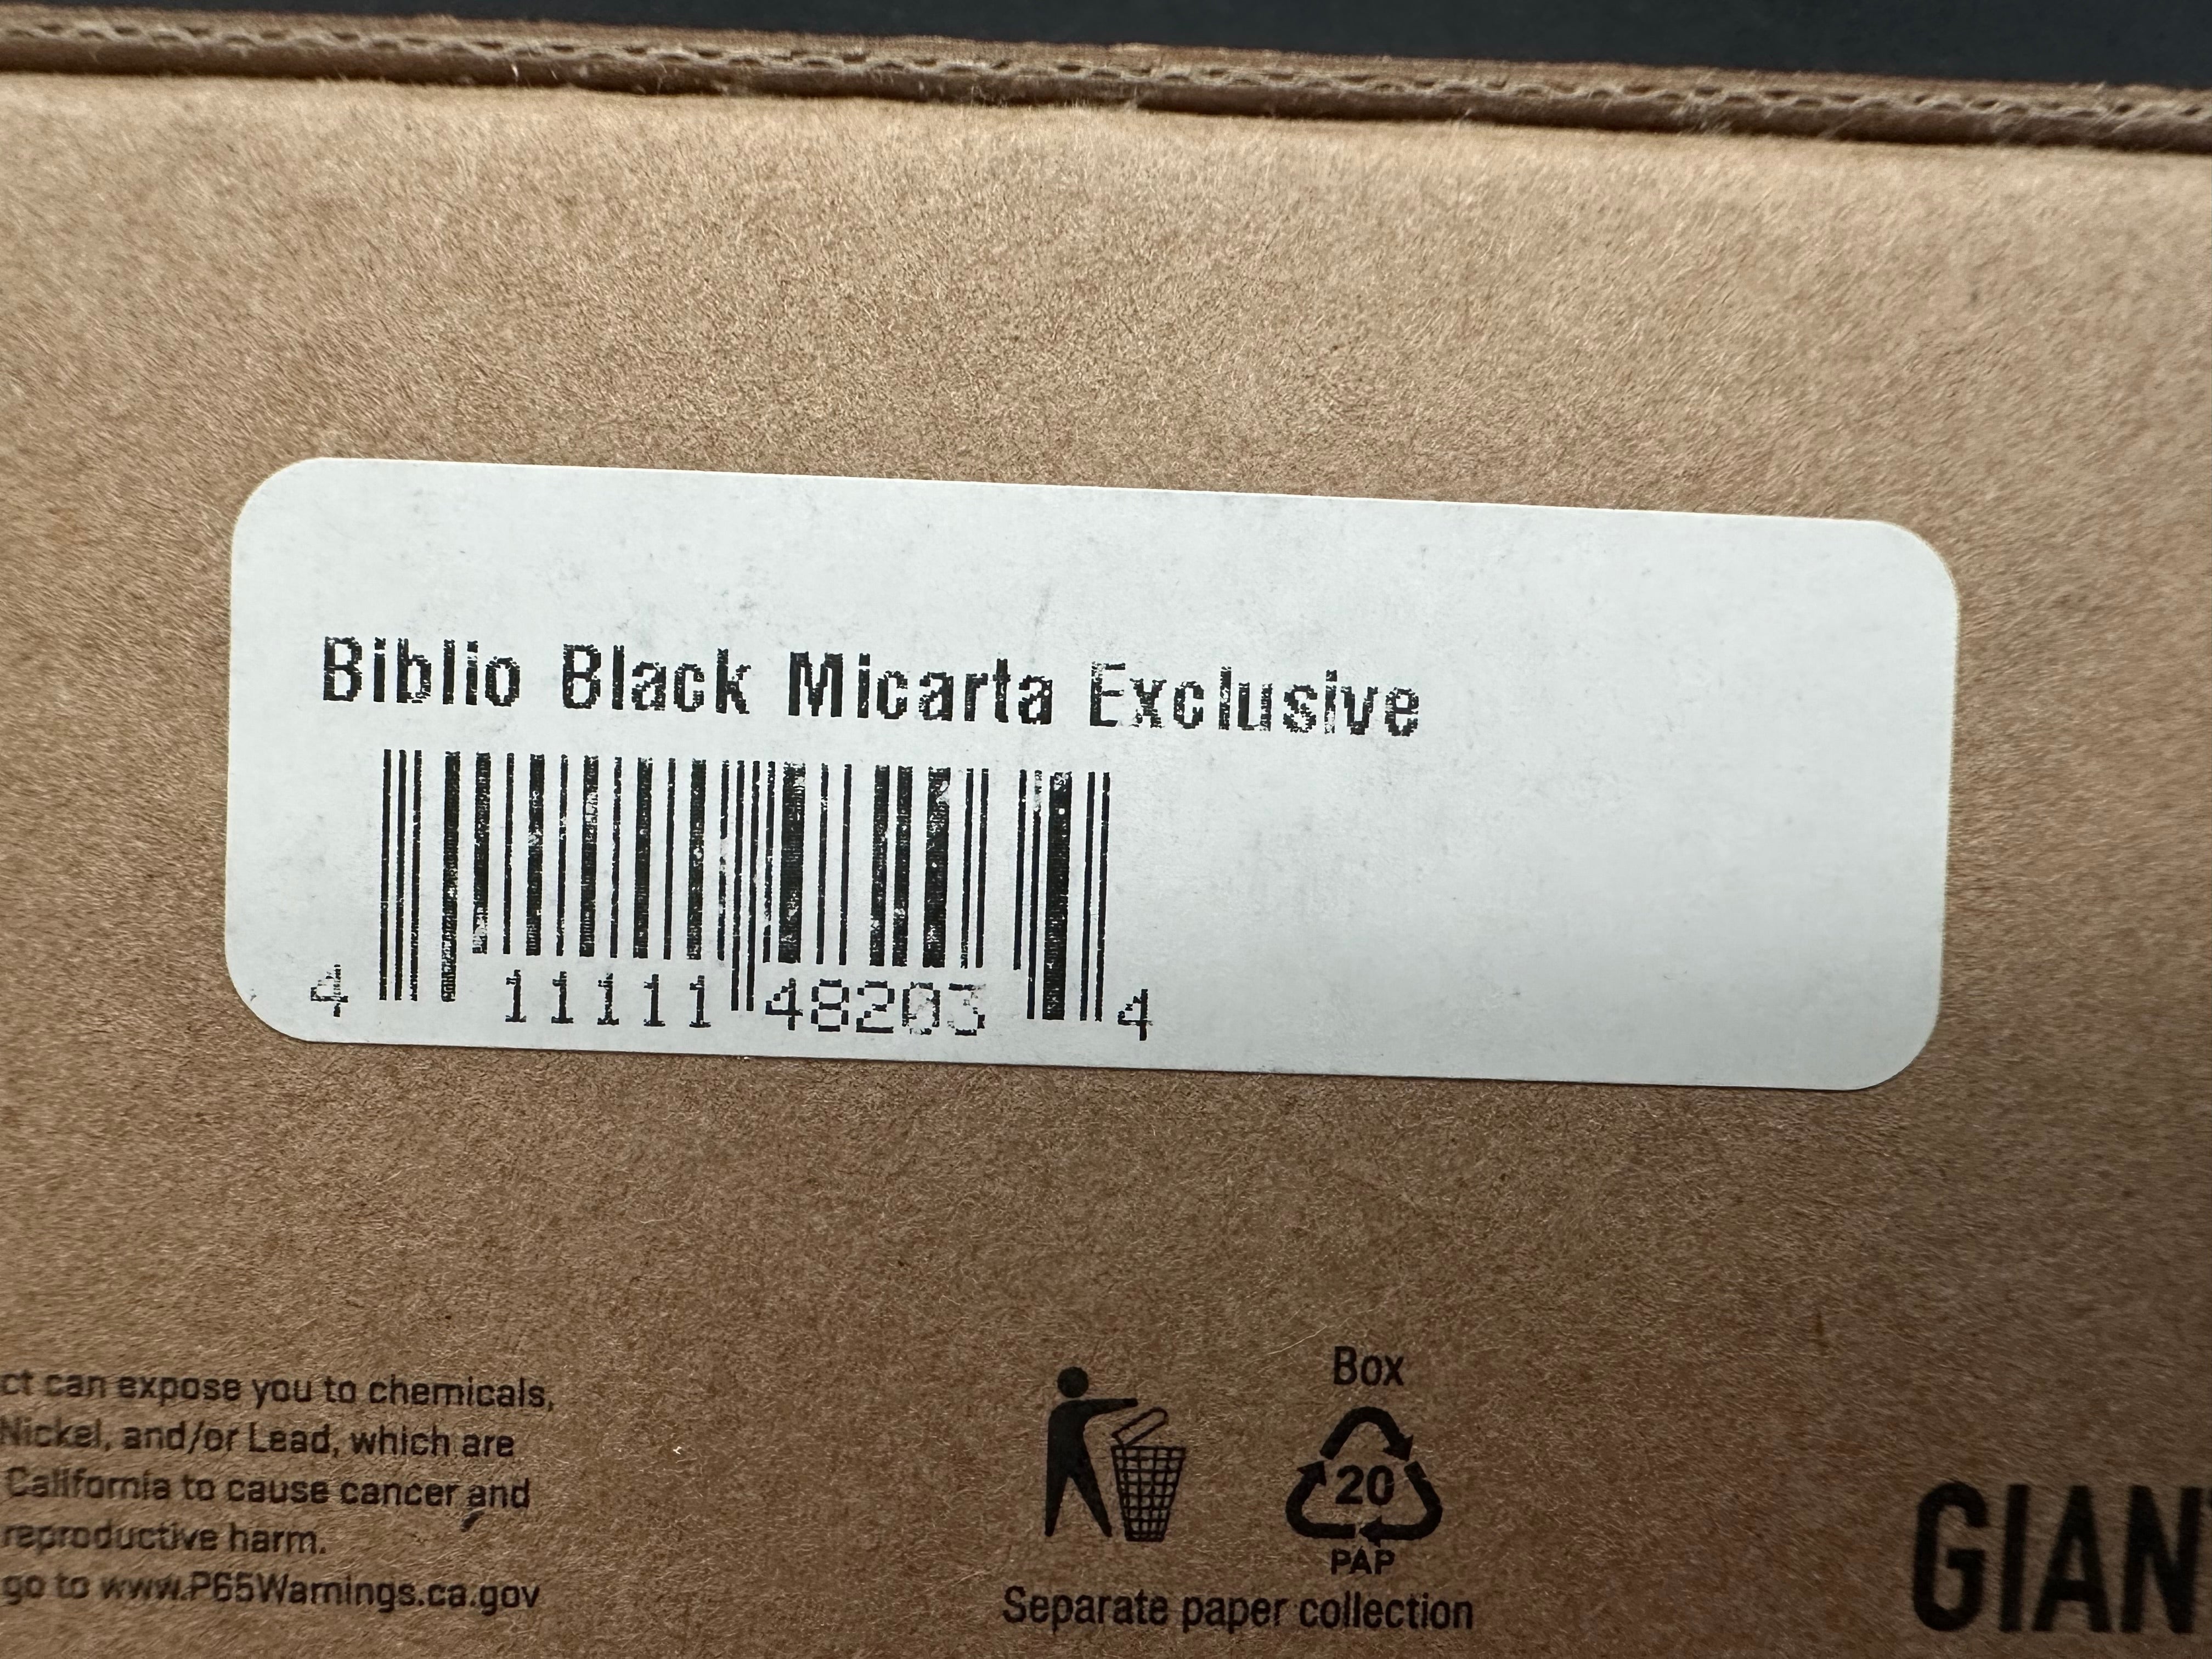 Biblio Black Micarta Exclusive
4 11111 48203 4
ct can expose you to chemicals,
Nickel, and/or Lead, which are
California to cause cancer and
reproductive harm.
go to www.P65Warnings.ca.gov
Box
20
PAP
Separate paper collection
GIAN